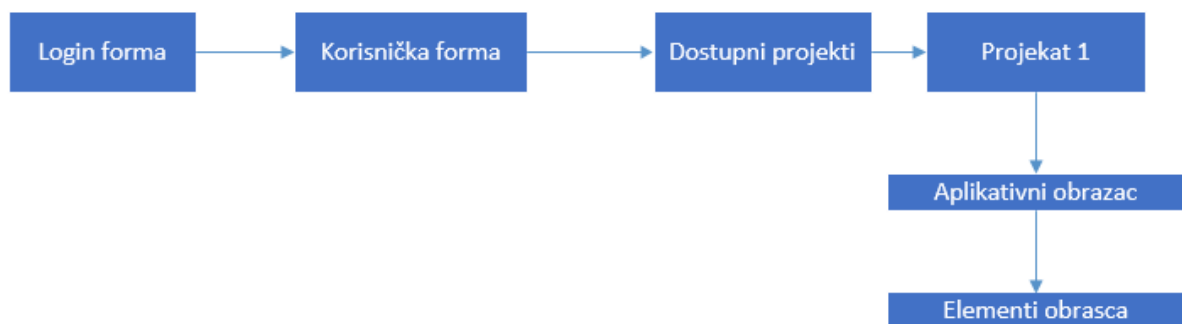 Login forma
Korisnička forma
Dostupni projekti
Projekat 1
Aplikativni obrazac
Elementi obrasca